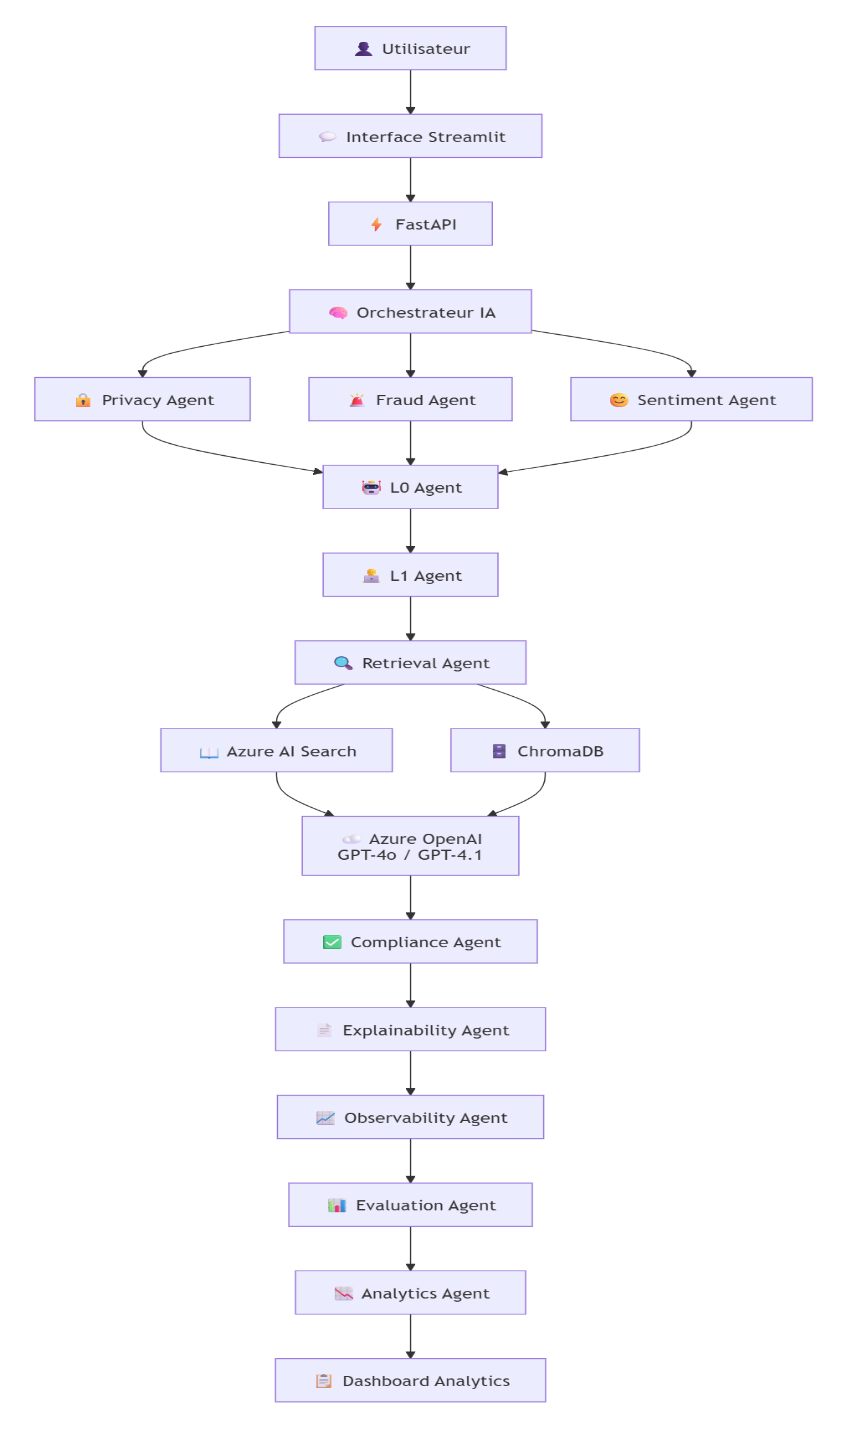 Utilisateur
Interface Streamlit
FastAPI
Orchestrateur IA
Privacy Agent
Fraud Agent
Sentiment Agent
L0 Agent
L1 Agent
Retrieval Agent
Azure AI Search
ChromaDB
Azure OpenAI
GPT-4o / GPT-4.1
Compliance Agent
Explainability Agent
Observability Agent
Evaluation Agent
Analytics Agent
Dashboard Analytics